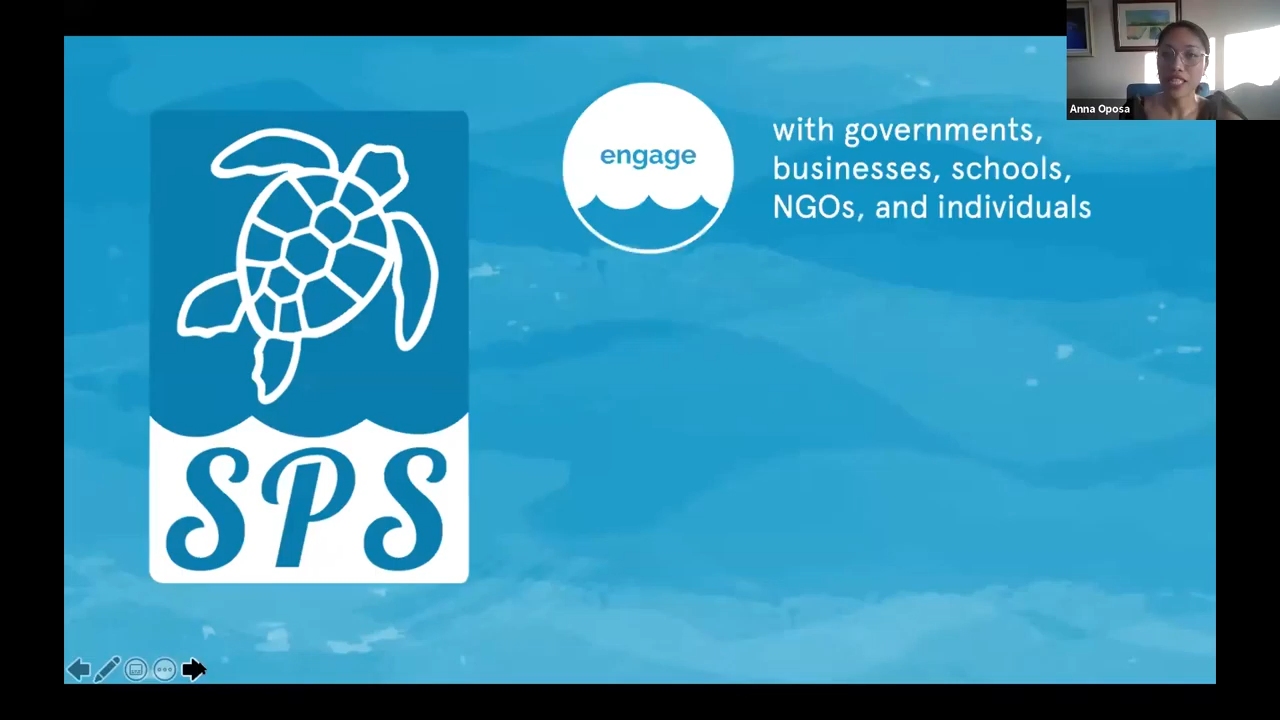 Anna Oposa
engage
with governments,
businesses, schools,
NGOs, and individuals
SPS